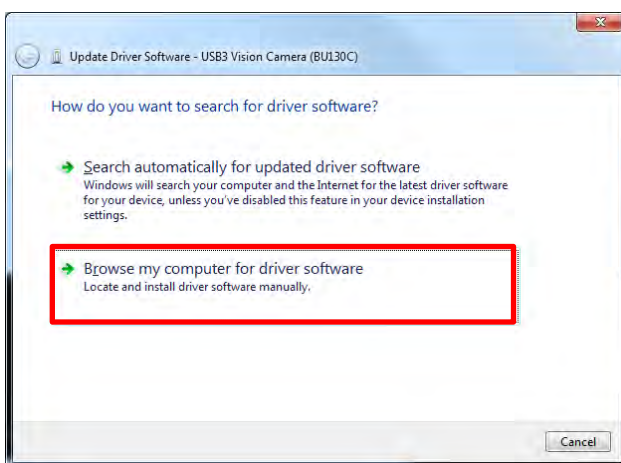 Update Driver Software - USB3 Vision Camera (BU130C)
How do you want to search for driver software?
Search automatically for updated driver software
Windows will search your computer and the Internet for the latest driver software
for your device, unless you've disabled this feature in your device installation
settings.
Browse my computer for driver software
Locate and install driver software manually.
Cancel